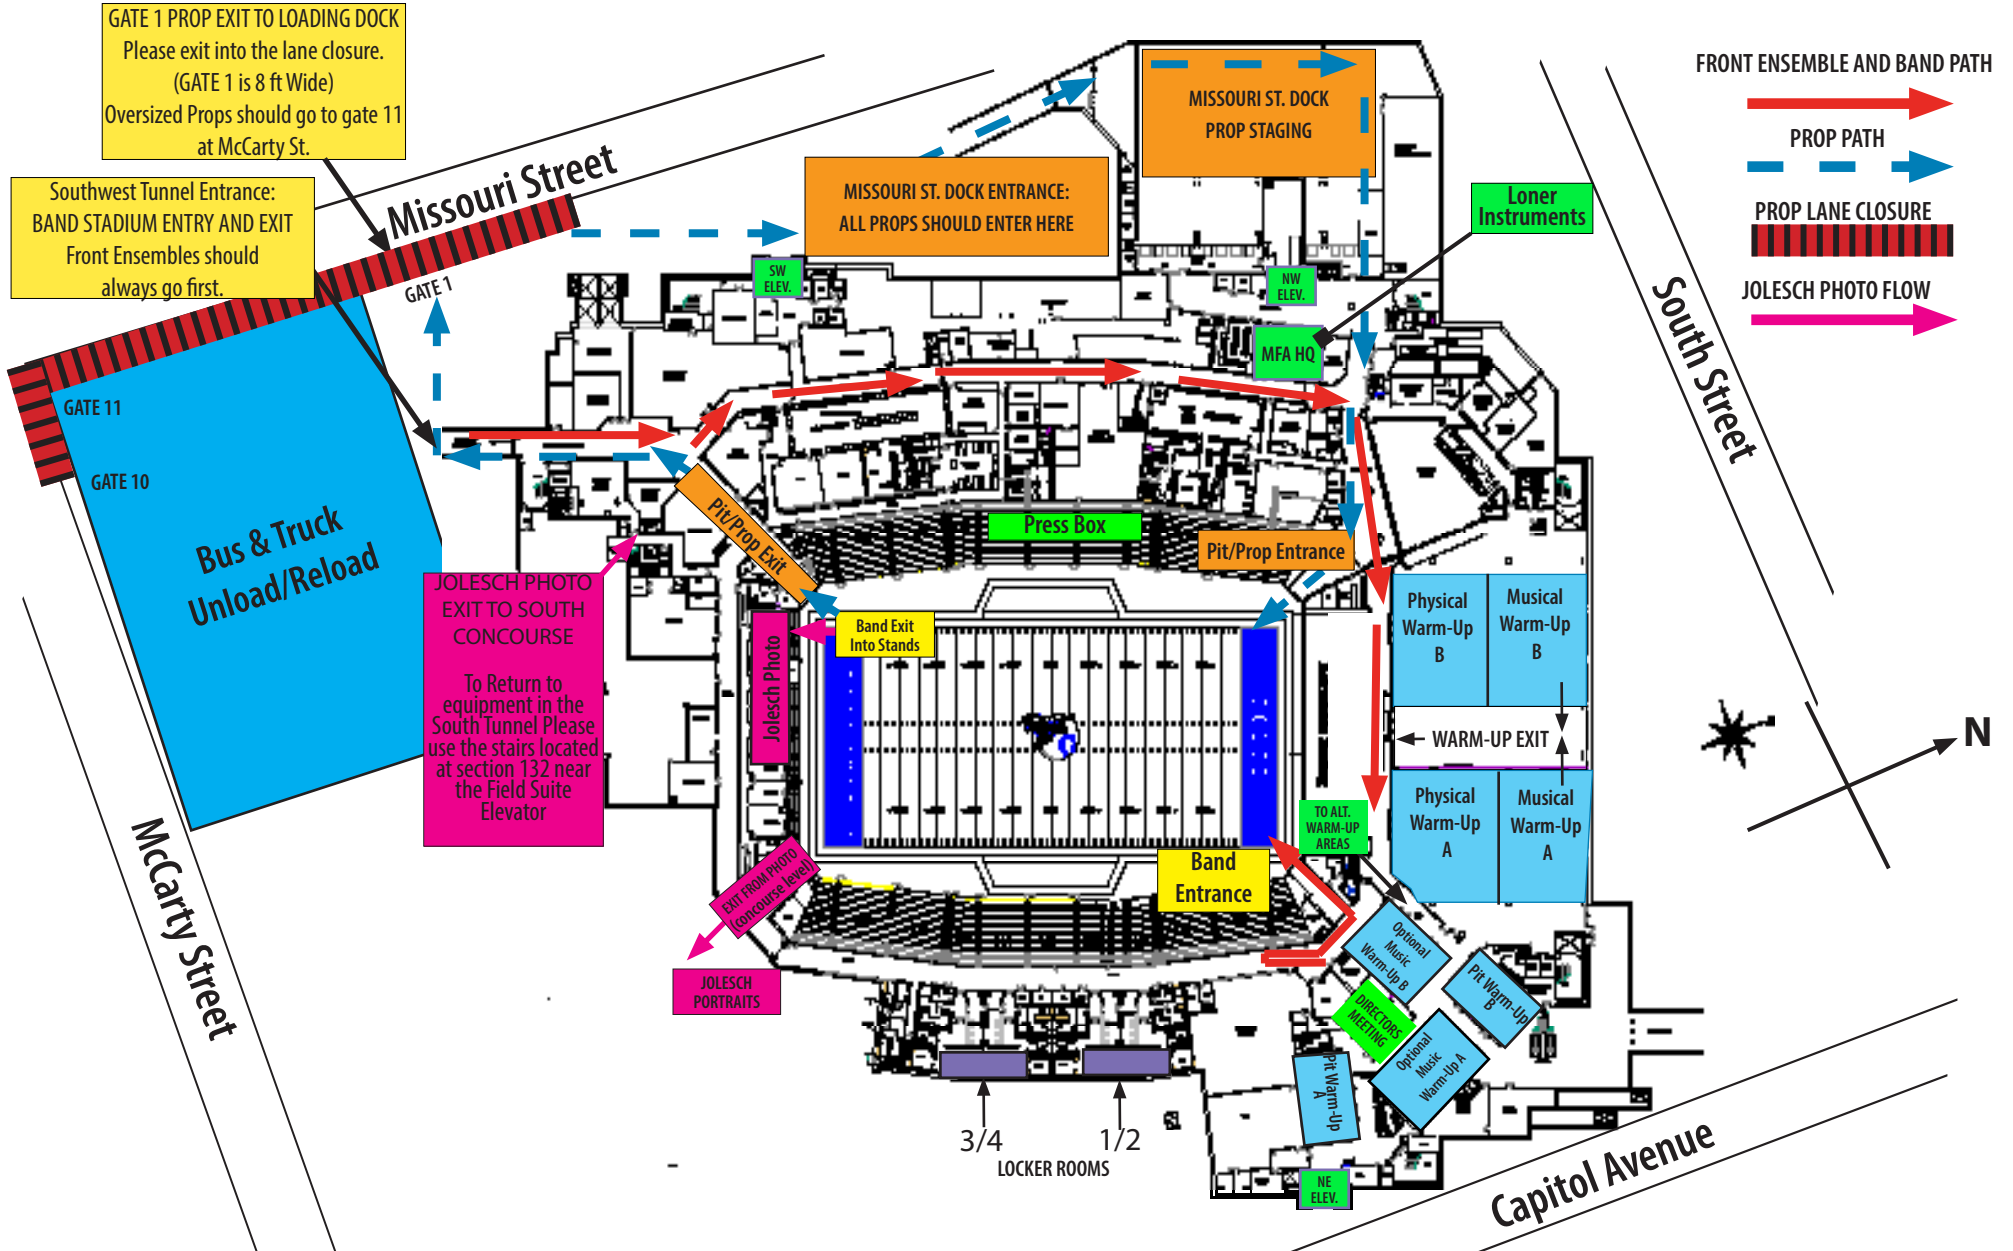 GATE 1 PROP EXIT TO LOADING DOCK
Please exit into the lane closure.
(GATE 1 is 8 ft Wide)
Oversized Props should go to gate 11
at McCarty St.
Southwest Tunnel Entrance:
BAND STADIUM ENTRY AND EXIT
Front Ensembles should
always go first.
Missouri Street
GATE 1
GATE 11
GATE 10
Bus & Truck
Unload/Reload
McCarty Street
MISSOURI ST. DOCK ENTRANCE:
ALL PROPS SHOULD ENTER HERE
MISSOURI ST. DOCK
PROP STAGING
Loner
Instruments
SW
ELEV.
NW
ELEV.
MFA HQ
FRONT ENSEMBLE AND BAND PATH
PROP PATH
PROP LANE CLOSURE
JOLESCH PHOTO FLOW
South Street
Press Box
Pit/Prop Exit
Pit/Prop Entrance
JOLESCH PHOTO
EXIT TO SOUTH
CONCOURSE
To Return to
equipment in the
South Tunnel Please
use the stairs located
at section 132 near
the Field Suite
Elevator
Band Exit
Into Stands
Jolesch Photo
Physical
Warm-Up
B
Musical
Warm-Up
B
WARM-UP EXIT
Physical
Warm-Up
A
Musical
Warm-Up
A
N
TO ALT.
WARM-UP
AREAS
Band
Entrance
EXIT FROM PHOTO
(concourse level)
JOLESCH
PORTRAITS
Optional
Music
Warm-Up B
Pit Warm-Up
B
DIRECTORS
MEETING
Optional
Music
Warm-Up A
Pit Warm-Up
A
3/4
1/2
LOCKER ROOMS
NE
ELEV.
Capitol Avenue